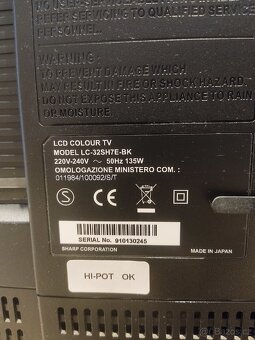 REFER SERVICING TO
QUALIFIED SERVICE
PERSONNEL.
TO PREVENT DAMAGE WHICH
MAY RESULT IN FIRE OR SHOCK HAZARD,
DO NOT EXPOSE THIS APPLIANCE TO RAIN
OR MOISTURE.
LCD COLOUR TV
MODEL LC-32SH7E-BK
220V-240V ～ 50Hz 135W
OMOLOGAZIONE MINISTERO COM. :
011984/100092/S/T
SERIAL No. 910130245
SHARP CORPORATION
MADE IN JAPAN
HI-POT OK